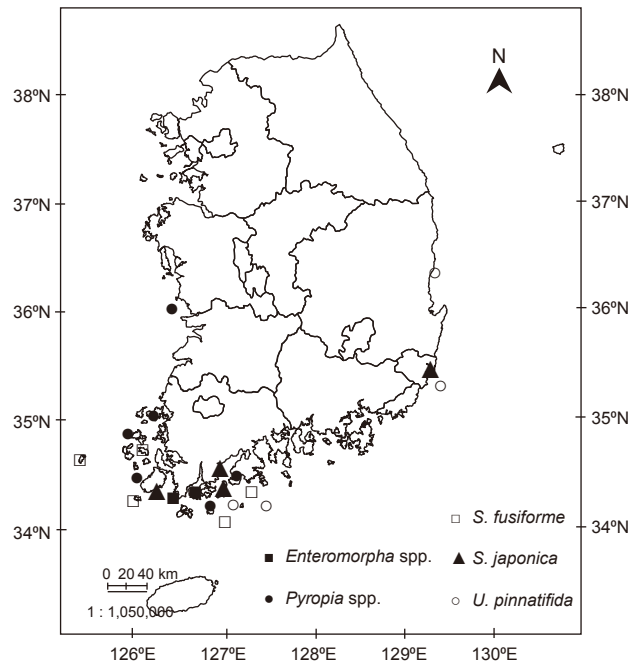 N
38ºN 38ºN
37ºN 37ºN
36ºN 36ºN
35ºN 35ºN
34ºN 34ºN
S. fusiforme
Enteromorpha spp. S. japonica
0 20 40 km
Pyropia spp. U. pinnatifida
1 : 1,050,000
126ºE 127ºE 128ºE 129ºE 130ºE